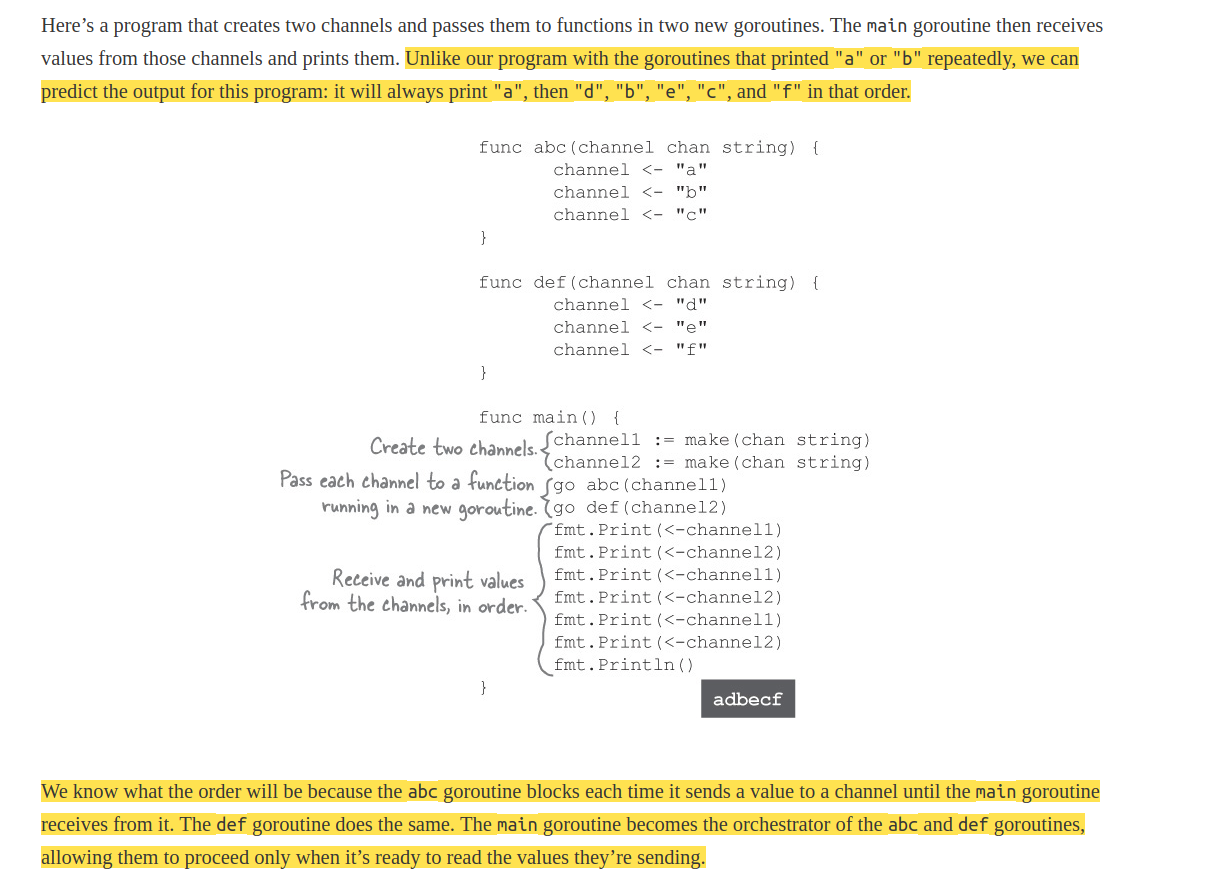 Here’s a program that creates two channels and passes them to functions in two new goroutines. The main goroutine then receives
values from those channels and prints them. Unlike our program with the goroutines that printed "a" or "b" repeatedly, we can
predict the output for this program: it will always print "a", then "d", "b", "e", "c", and "f" in that order.
func abc(channel chan string) {
channel <- "a"
channel <- "b"
channel <- "c"
}
func def(channel chan string) {
channel <- "d"
channel <- "e"
channel <- "f"
}
func main() {
Create two channels.
channel1 := make(chan string)
channel2 := make(chan string)
Pass each channel to a function
running in a new goroutine.
go abc(channel1)
go def(channel2)
Receive and print values
from the channels, in order.
fmt.Print(<-channel1)
fmt.Print(<-channel2)
fmt.Print(<-channel1)
fmt.Print(<-channel2)
fmt.Print(<-channel1)
fmt.Print(<-channel2)
fmt.Println()
}
adbecf
We know what the order will be because the abc goroutine blocks each time it sends a value to a channel until the main goroutine
receives from it. The def goroutine does the same. The main goroutine becomes the orchestrator of the abc and def goroutines,
allowing them to proceed only when it’s ready to read the values they’re sending.